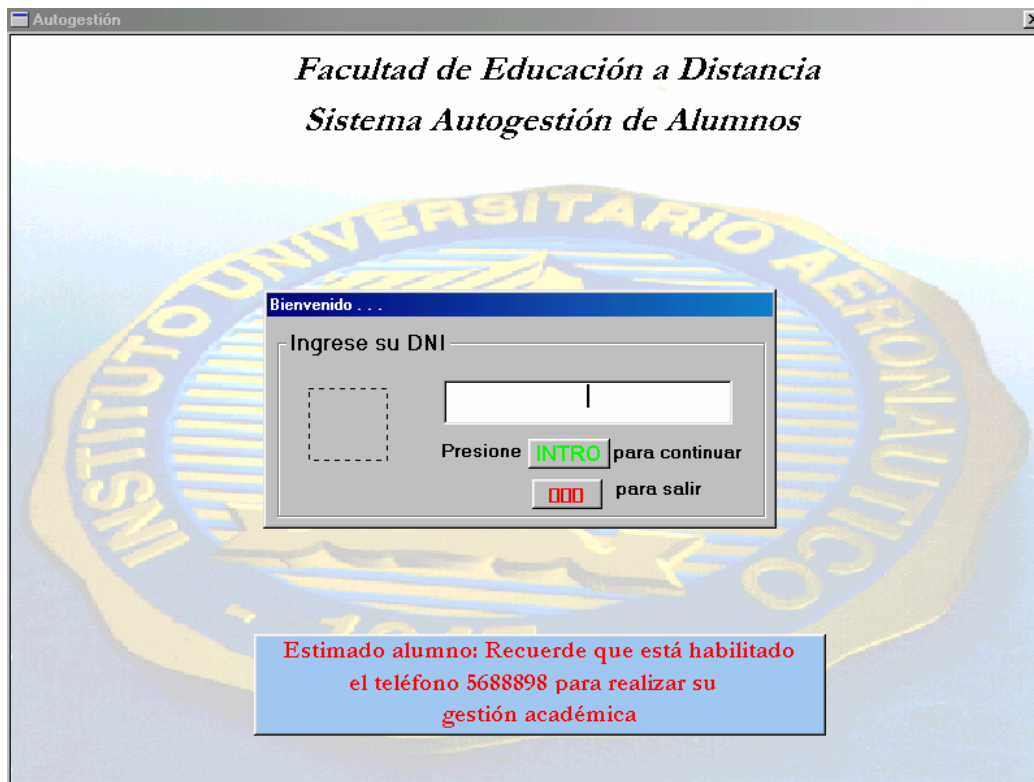 Autogestión
Facultad de Educación a Distancia
Sistema Autogestión de Alumnos
INSTITUTO UNIVERSITARIO AERONAUTICO
Bienvenido . . .
Ingrese su DNI
Presione INTRO para continuar
para salir
Estimado alumno: Recuerde que está habilitado
el teléfono 5688898 para realizar su
gestión académica